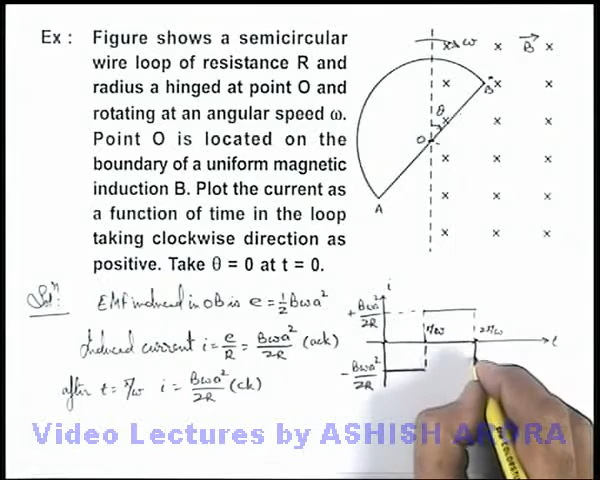 Ex : Figure shows a semicircular
wire loop of resistance R and
radius a hinged at point O and
rotating at an angular speed ω.
Point O is located on the
boundary of a uniform magnetic
induction B. Plot the current as
a function of time in the loop
taking clockwise direction as
positive. Take θ = 0 at t = 0.
ω
B
B
θ
O
A
Solⁿ: EMF induced in OB is e = ½ Bωa²
Induced current i = e/R = Bωa²/2R (ack)
after t = π/ω i = Bωa²/2R (ck)
i
+ Bωa²/2R
π/ω 2π/ω t
− Bωa²/2R
Video Lectures by ASHISH ARORA